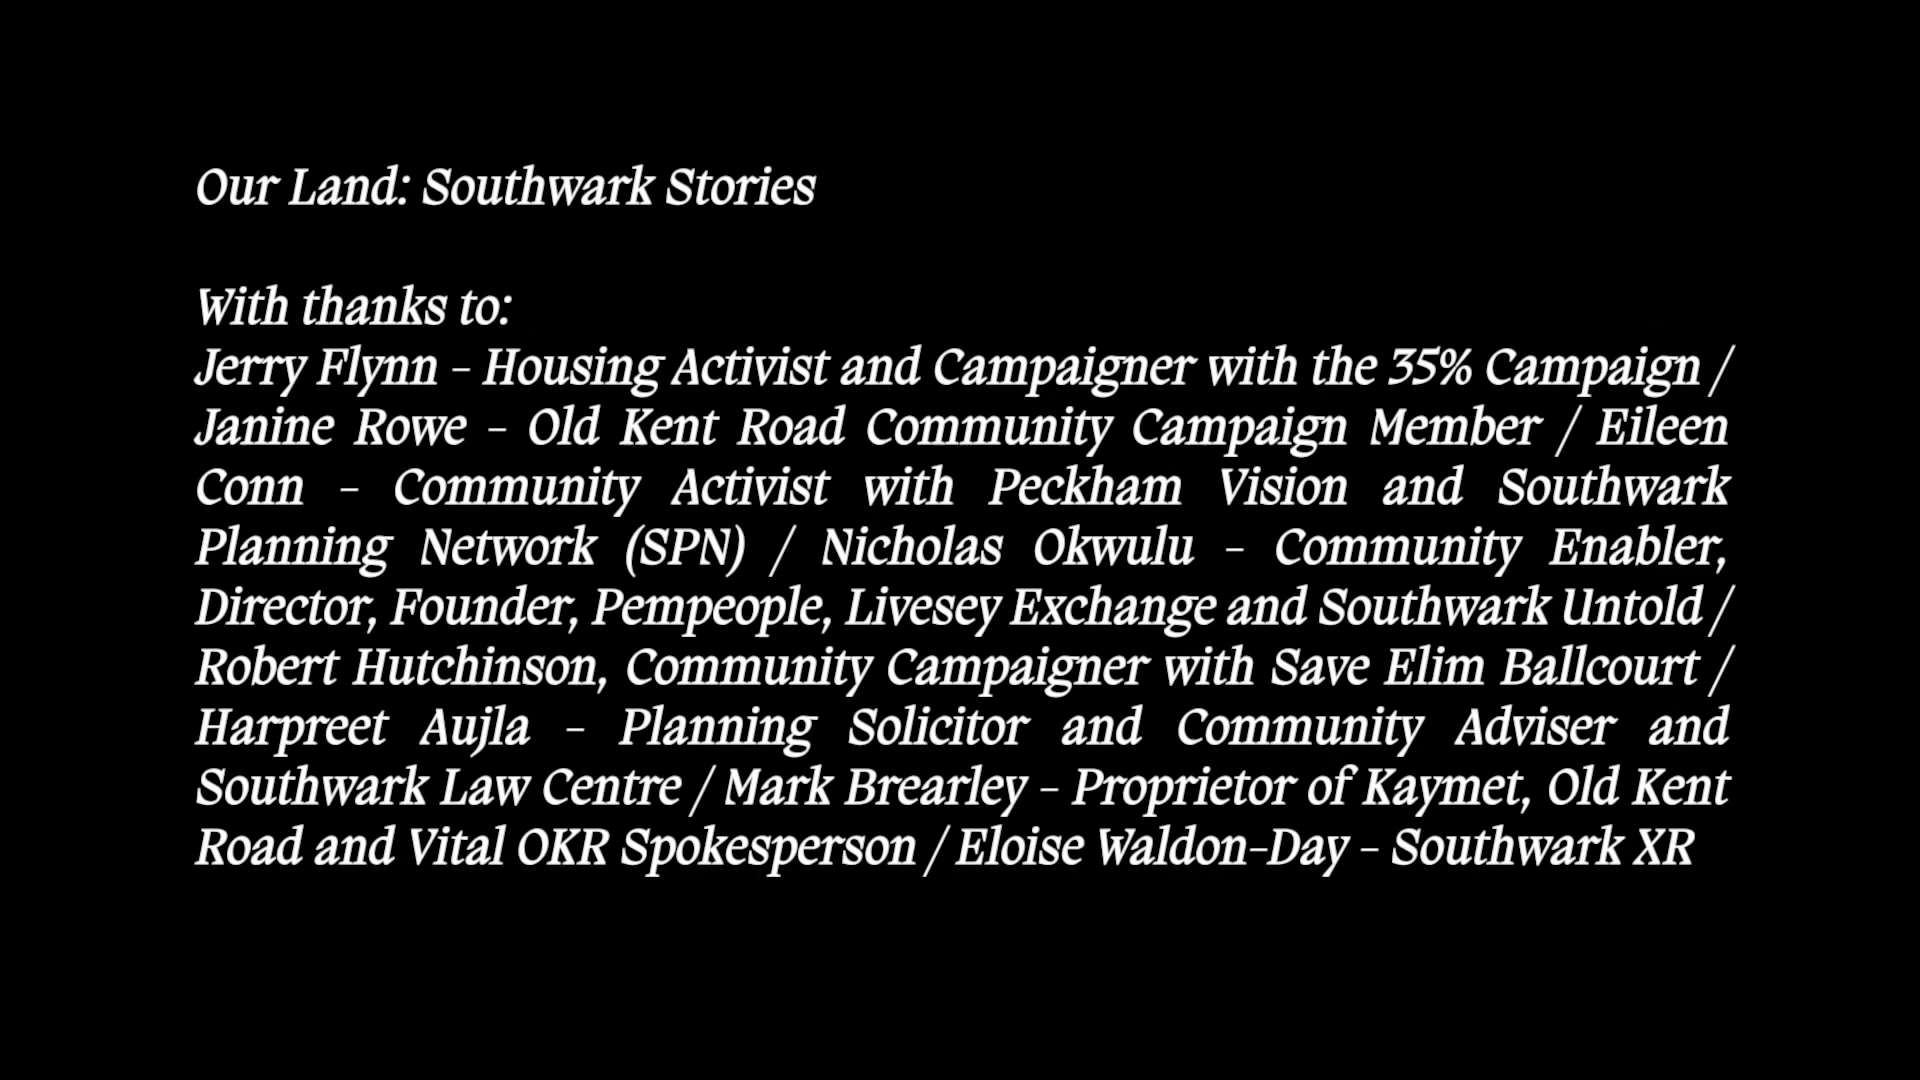 Our Land: Southwark Stories
With thanks to:
Jerry Flynn - Housing Activist and Campaigner with the 35% Campaign /
Janine Rowe - Old Kent Road Community Campaign Member / Eileen
Conn - Community Activist with Peckham Vision and Southwark
Planning Network (SPN) / Nicholas Okwulu - Community Enabler,
Director, Founder, Pempeople, Livesey Exchange and Southwark Untold /
Robert Hutchinson, Community Campaigner with Save Elim Ballcourt /
Harpreet Aujla - Planning Solicitor and Community Adviser and
Southwark Law Centre / Mark Brearley - Proprietor of Kaymet, Old Kent
Road and Vital OKR Spokesperson / Eloise Waldon-Day - Southwark XR